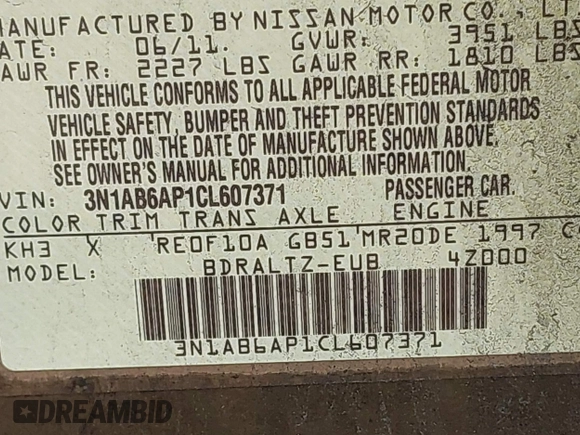 MANUFACTURED BY NISSAN MOTOR CO., LT
DATE: 06/11. GVWR: 3951 LBS
GAWR FR: 2227 LBS GAWR RR: 1810 LBS
THIS VEHICLE CONFORMS TO ALL APPLICABLE FEDERAL MOTOR
VEHICLE SAFETY, BUMPER AND THEFT PREVENTION STANDARDS
IN EFFECT ON THE DATE OF MANUFACTURE SHOWN ABOVE.
SEE OWNER'S MANUAL FOR ADDITIONAL INFORMATION.
VIN: 3N1AB6AP1CL607371 PASSENGER CAR.
COLOR TRIM TRANS AXLE ENGINE
KH3 X RE0F10A GB51 MR20DE 1997 C
MODEL: BDRALTZ-EUB 4Z000
3N1AB6AP1CL607371
DREAMBID